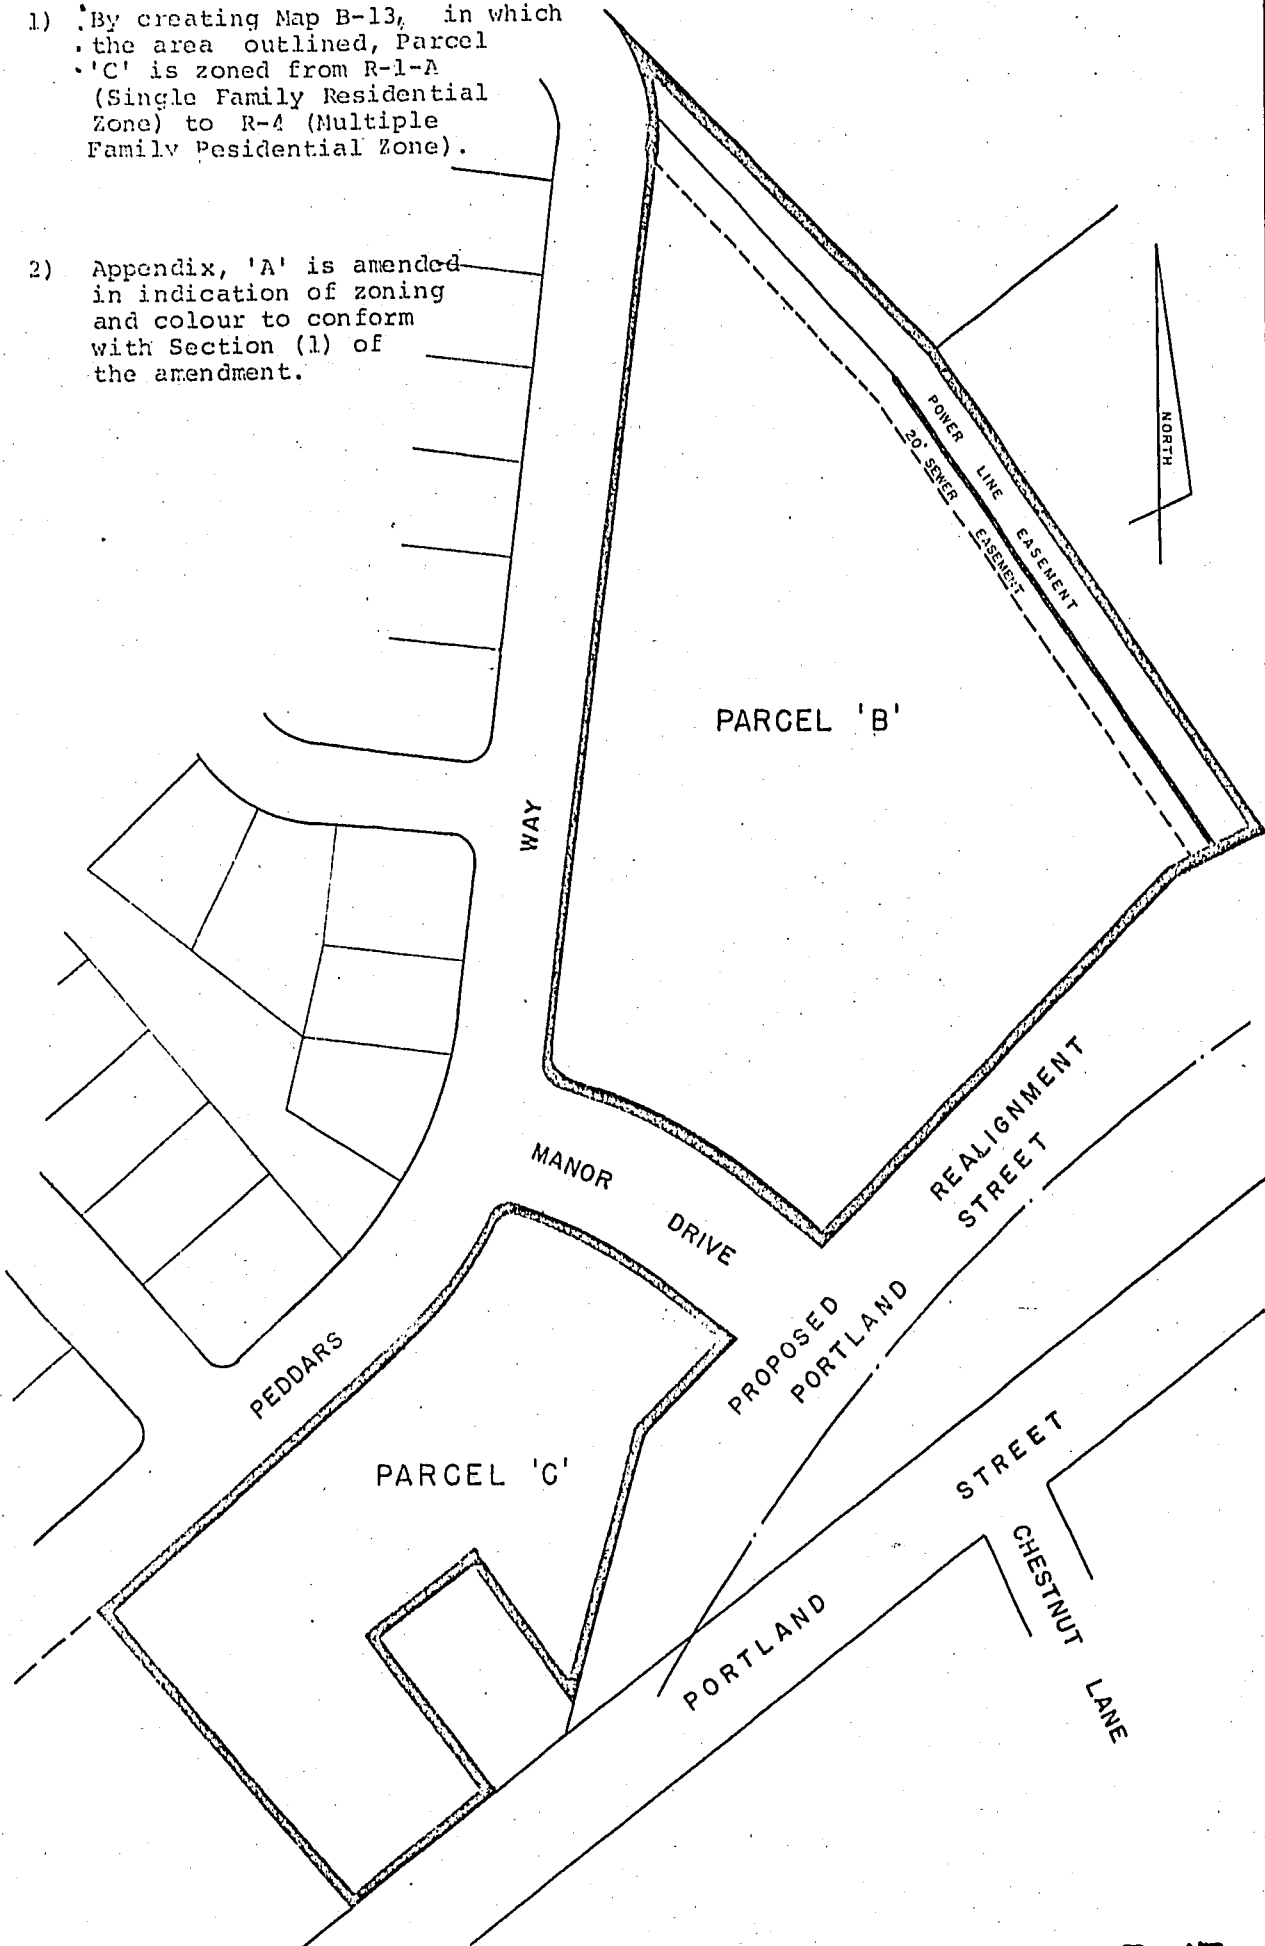 1) By creating Map B-13, in which
the area outlined, Parcel
'C' is zoned from R-1-A
(Single Family Residential
Zone) to R-4 (Multiple
Family Residential Zone).
2) Appendix, 'A' is amended
in indication of zoning
and colour to conform
with Section (1) of
the amendment.
NORTH
POWER LINE EASEMENT
20' SEWER EASEMENT
PARCEL 'B'
WAY
MANOR DRIVE
REALIGNMENT
STREET
PROPOSED
PORTLAND
PEDDARS
PARCEL 'C'
STREET
PORTLAND
CHESTNUT LANE